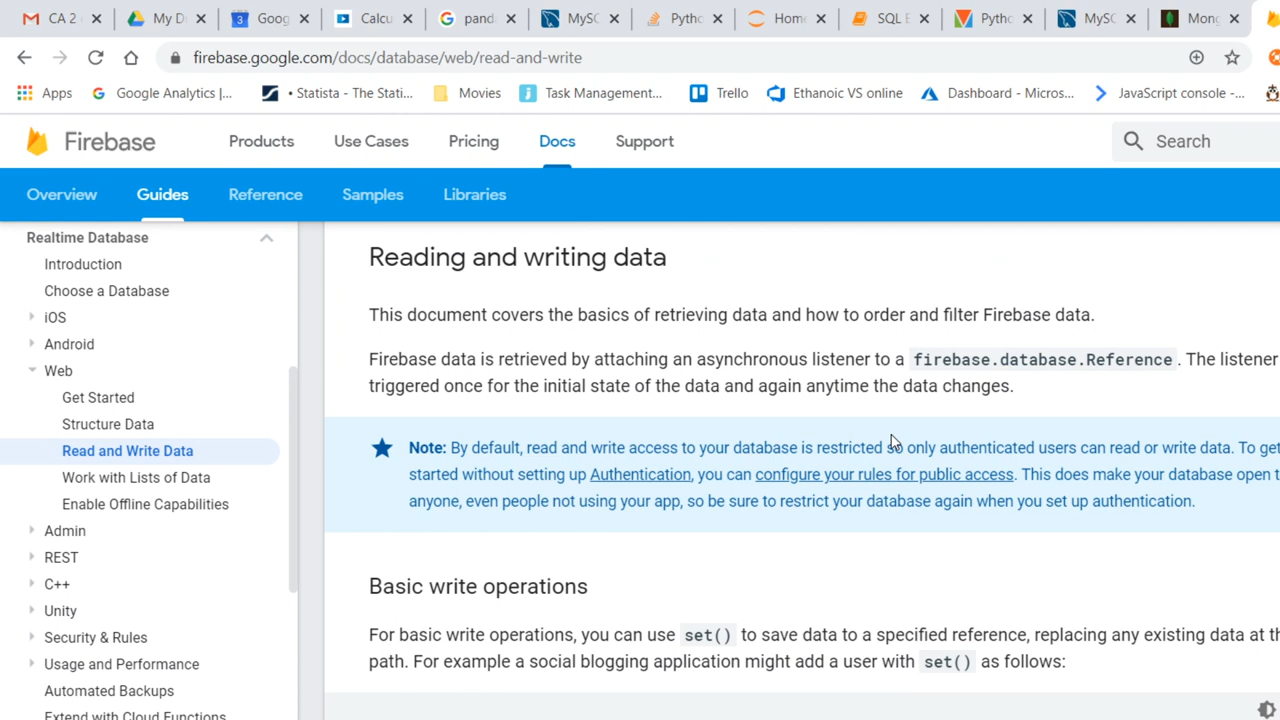 CA 2 My D Goog Calcu pand MySC Pytho Home SQL E Pytho MySC Mong
firebase.google.com/docs/database/web/read-and-write
Apps Google Analytics |... • Statista - The Stati... Movies Task Management... Trello Ethanoic VS online Dashboard - Micros... JavaScript console -...
Firebase Products Use Cases Pricing Docs Support Search
Overview Guides Reference Samples Libraries
Realtime Database
Introduction
Choose a Database
iOS
Android
Web
Get Started
Structure Data
Read and Write Data
Work with Lists of Data
Enable Offline Capabilities
Admin
REST
C++
Unity
Security & Rules
Usage and Performance
Automated Backups
Extend with Cloud Functions
Reading and writing data
This document covers the basics of retrieving data and how to order and filter Firebase data.
Firebase data is retrieved by attaching an asynchronous listener to a firebase.database.Reference. The listener
triggered once for the initial state of the data and again anytime the data changes.
Note: By default, read and write access to your database is restricted so only authenticated users can read or write data. To get
started without setting up Authentication, you can configure your rules for public access. This does make your database open t
anyone, even people not using your app, so be sure to restrict your database again when you set up authentication.
Basic write operations
For basic write operations, you can use set() to save data to a specified reference, replacing any existing data at th
path. For example a social blogging application might add a user with set() as follows: